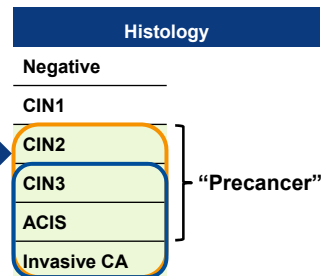 Histology
Negative
CIN1
CIN2
CIN3
“Precancer”
ACIS
Invasive CA